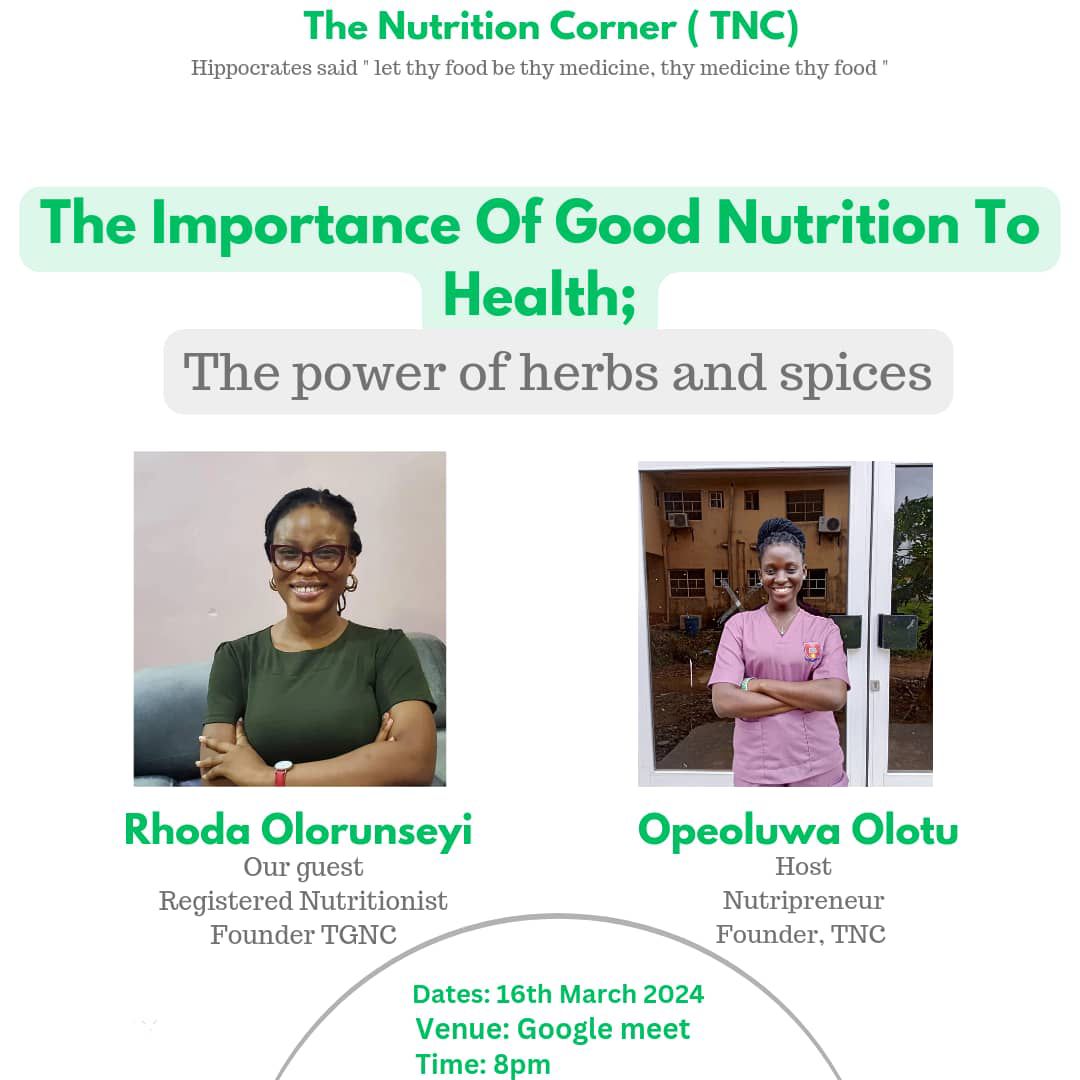 The Nutrition Corner ( TNC)
Hippocrates said " let thy food be thy medicine, thy medicine thy food "
The Importance Of Good Nutrition To
Health;
The power of herbs and spices
Rhoda Olorunseyi
Our guest
Registered Nutritionist
Founder TGNC
Opeoluwa Olotu
Host
Nutripreneur
Founder, TNC
Dates: 16th March 2024
Venue: Google meet
Time: 8pm